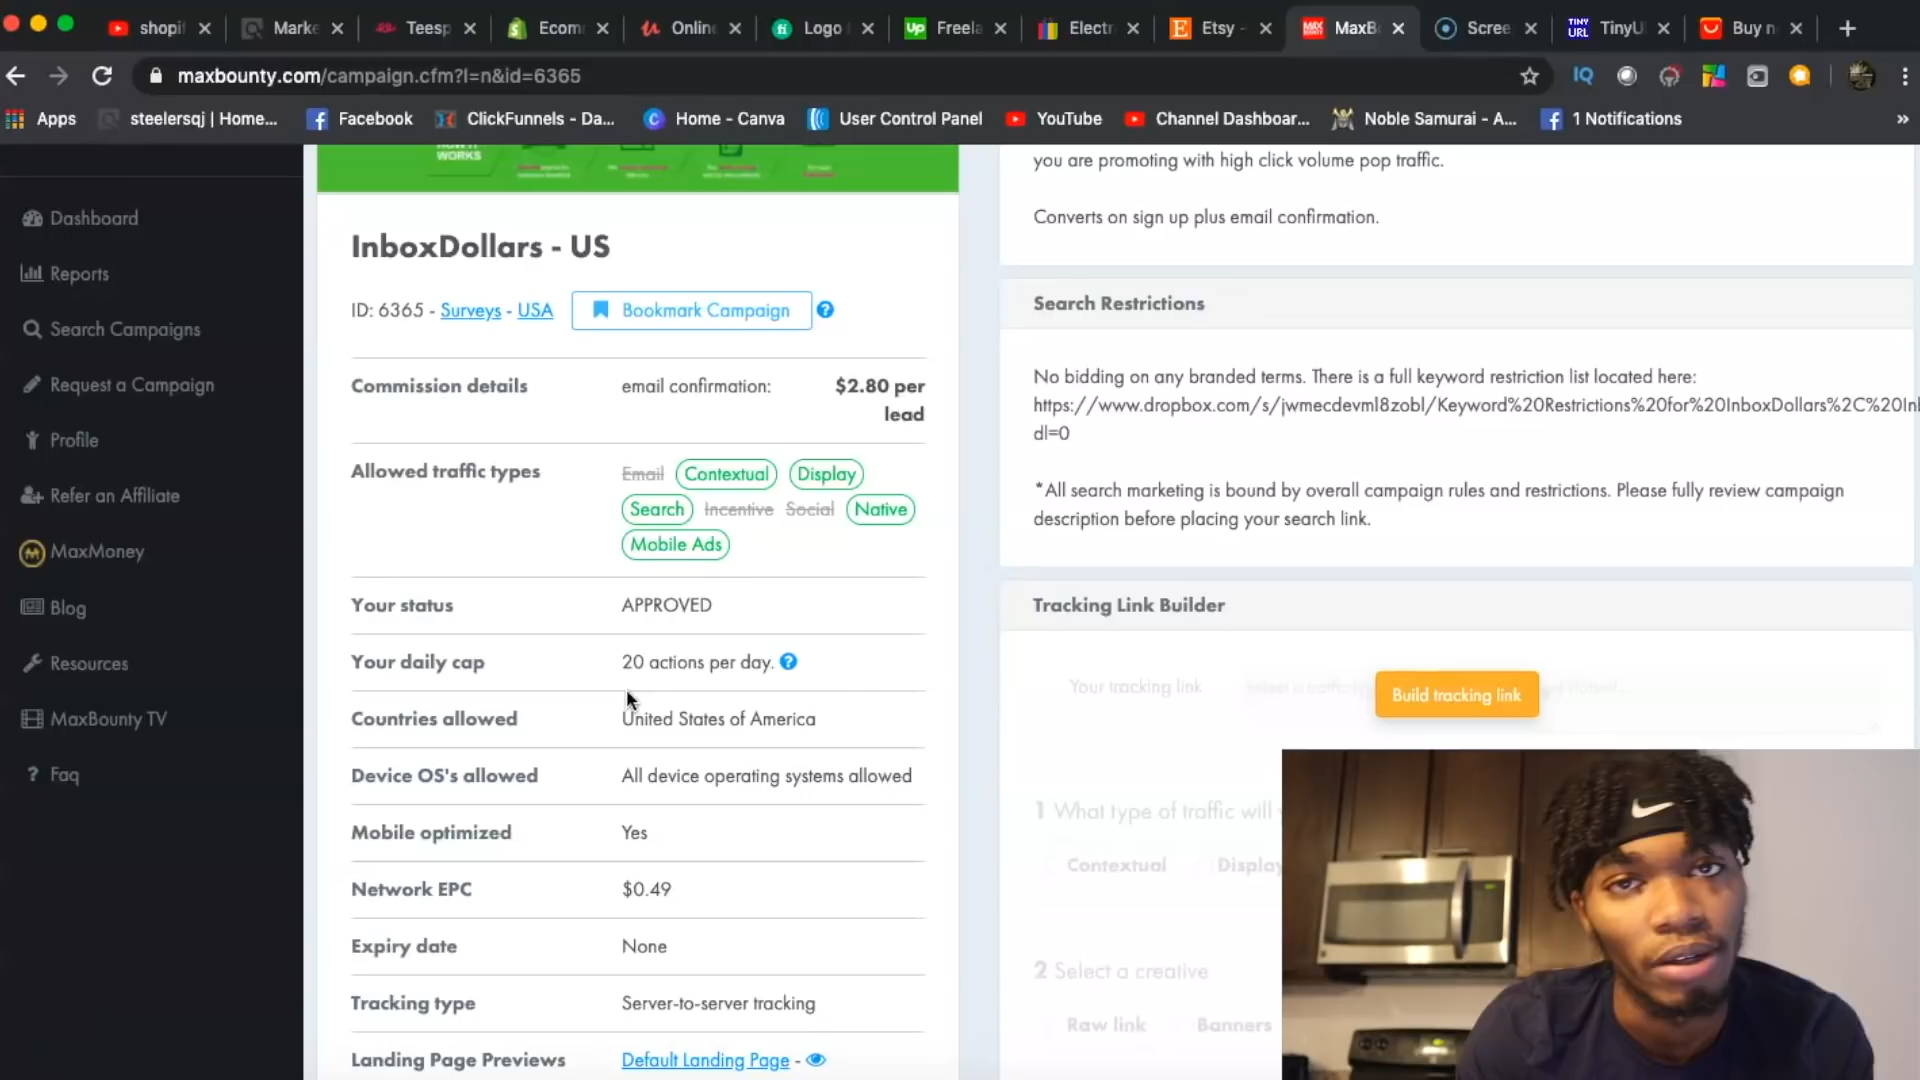 shopif
Marke
Teesp
Ecom
Online
Logo
Freela
Electr
Etsy -
MaxB
Scree
TinyU
Buy n
maxbounty.com/campaign.cfm?l=n&id=6365
Apps
steelersqj | Home...
Facebook
ClickFunnels - Da...
Home - Canva
User Control Panel
YouTube
Channel Dashboar...
Noble Samurai - A...
1 Notifications
WORKS
Dashboard
Reports
Search Campaigns
Request a Campaign
Profile
Refer an Affiliate
MaxMoney
Blog
Resources
MaxBounty TV
Faq
InboxDollars - US
ID: 6365 - Surveys - USA
Bookmark Campaign
Commission details
email confirmation:
$2.80 per
lead
Allowed traffic types
Email Contextual Display
Search Incentive Social Native
Mobile Ads
Your status
APPROVED
Your daily cap
20 actions per day.
Countries allowed
United States of America
Device OS's allowed
All device operating systems allowed
Mobile optimized
Yes
Network EPC
$0.49
Expiry date
None
Tracking type
Server-to-server tracking
Landing Page Previews
Default Landing Page -
you are promoting with high click volume pop traffic.
Converts on sign up plus email confirmation.
Search Restrictions
No bidding on any branded terms. There is a full keyword restriction list located here:
https://www.dropbox.com/s/jwmecdevml8zobl/Keyword%20Restrictions%20for%20InboxDollars%2C%20Inb
dl=0
*All search marketing is bound by overall campaign rules and restrictions. Please fully review campaign
description before placing your search link.
Tracking Link Builder
Your tracking link
Build tracking link
1 What type of traffic will
Contextual
Display
2 Select a creative
Raw link
Banners